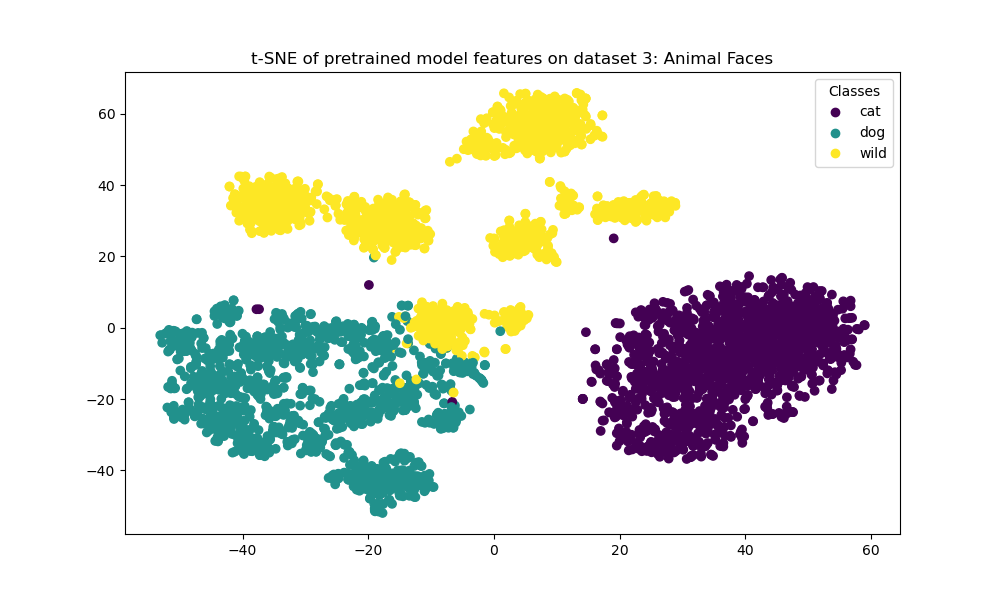 t-SNE of pretrained model features on dataset 3: Animal Faces
Classes
cat
dog
wild
60
40
20
0
−20
−40
−40
−20
0
20
40
60